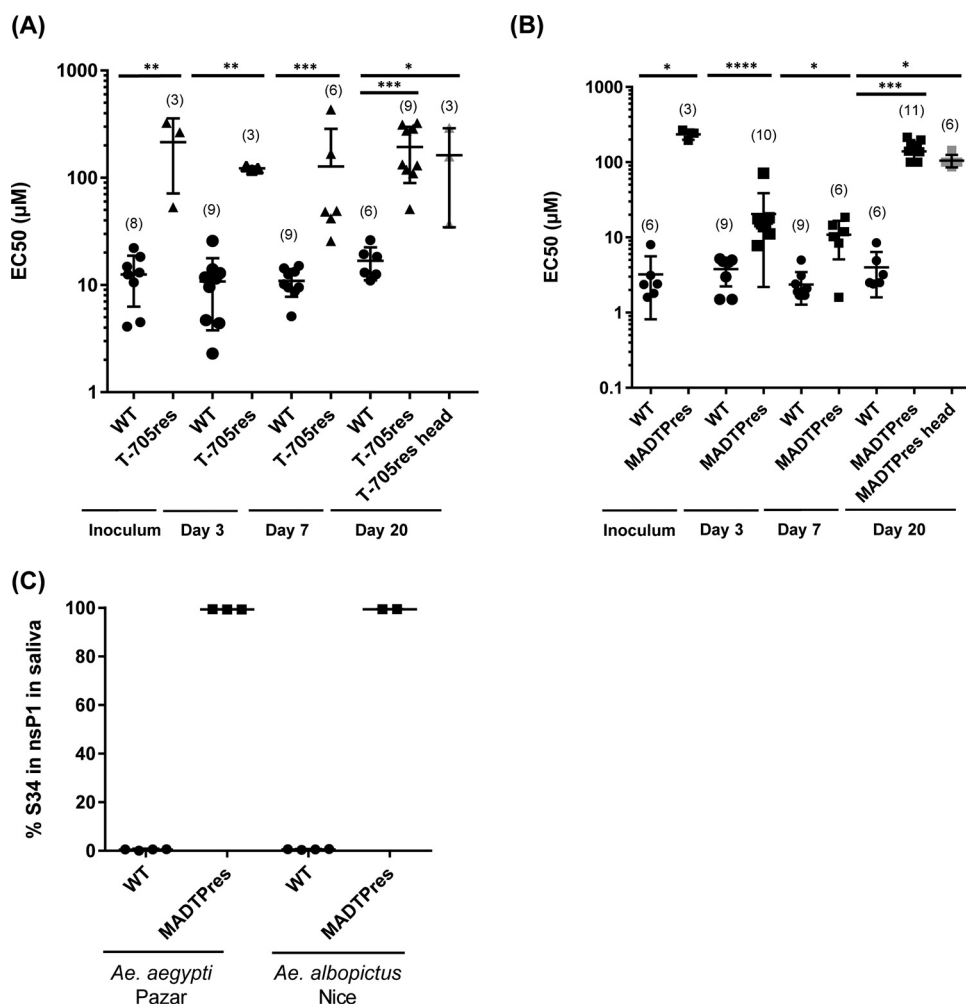 (A)
** ** *** *
***
1000
100
10
1
EC50 (µM)
(8) (3) (9) (3) (9) (6) (6) (9) (3)
WT T-705res WT T-705res WT T-705res WT T-705res T-705res head
Inoculum Day 3 Day 7 Day 20
(B)
* **** * *
***
1000
100
10
1
0.1
EC50 (µM)
(6) (3) (9) (10) (9) (6) (6) (11) (6)
WT MADTPres WT MADTPres WT MADTPres WT MADTPres MADTPres head
Inoculum Day 3 Day 7 Day 20
(C)
100
80
60
40
20
0
% S34 in nsP1 in saliva
WT MADTPres WT MADTPres
Ae. aegypti Ae. albopictus
Pazar Nice